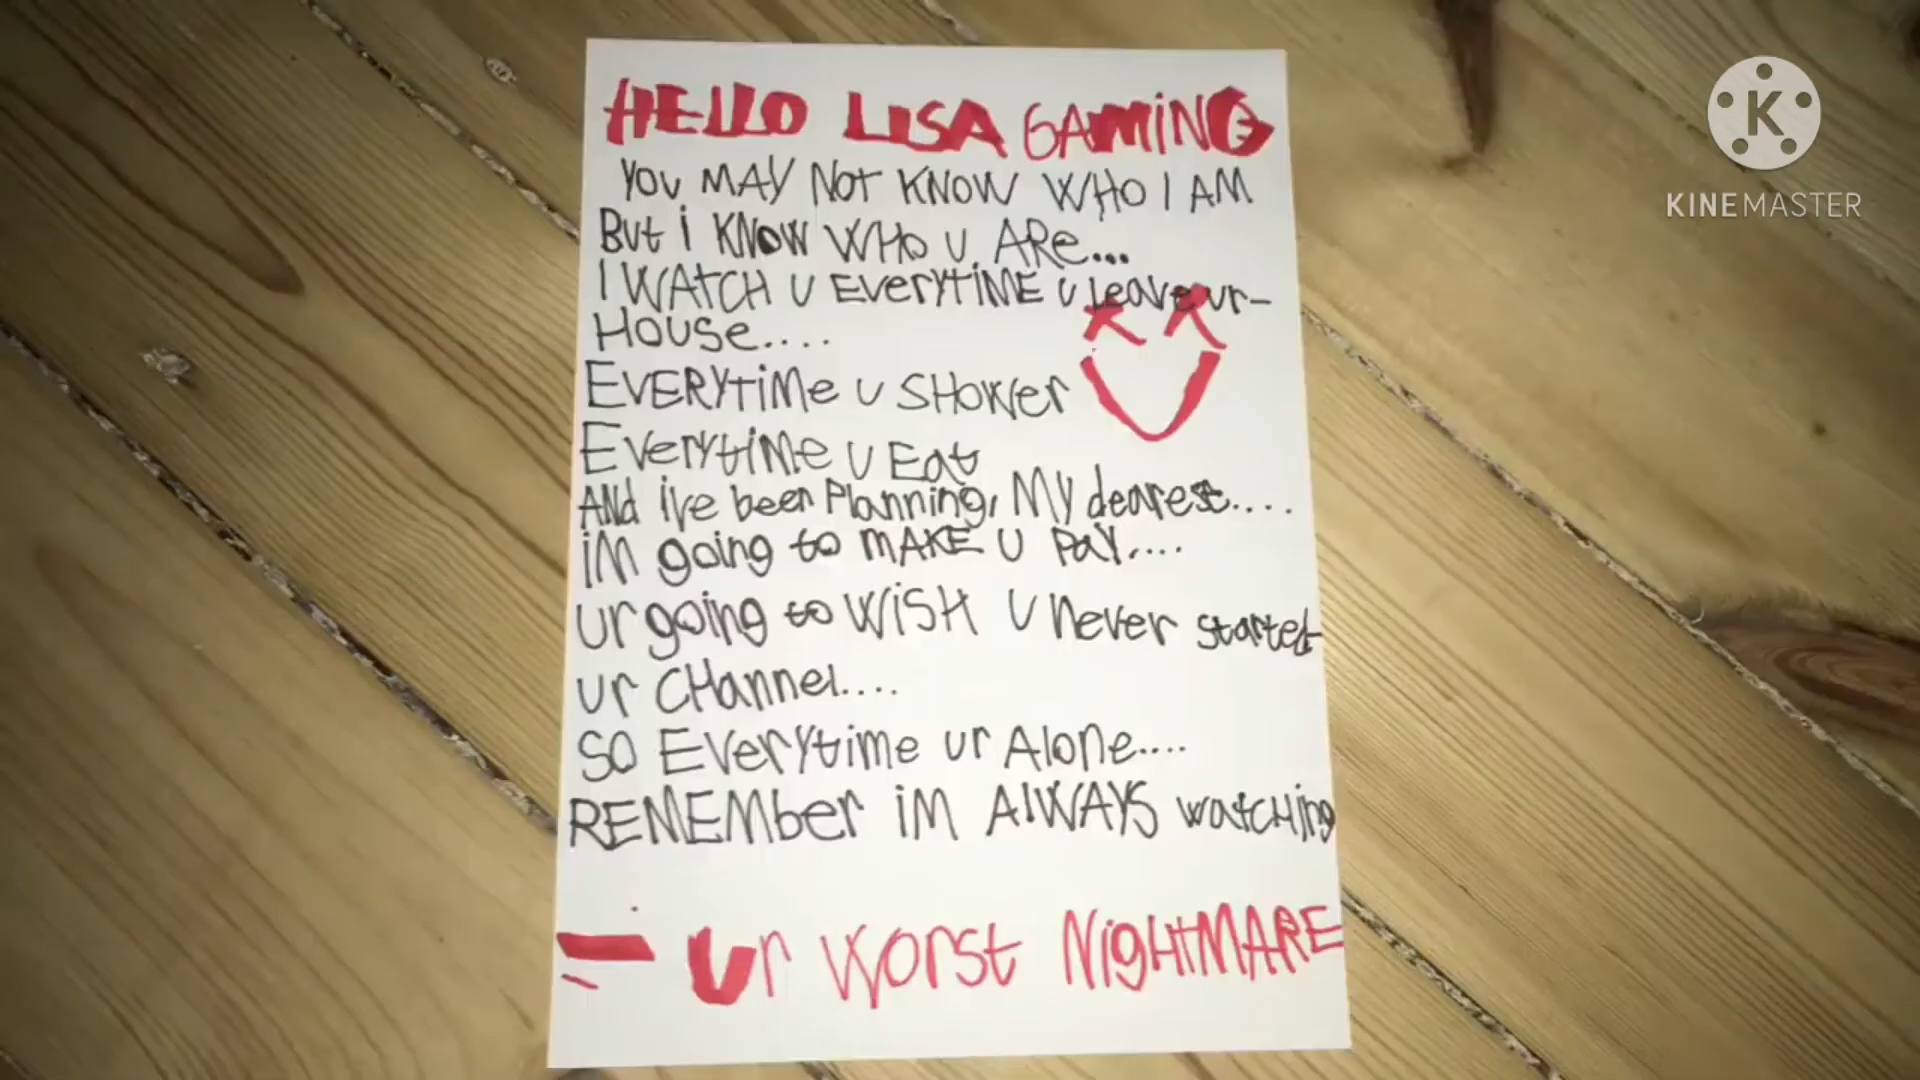 HELLO LISA GAMING
YOU MAY NOT KNOW WHO I AM
But i KNOW WHO U ARe...
I WATCH U EVerYTiME U Leave ur-
HOUSe....
EVERYTiMe U SHOWer
EVerytiMe U Eat
ANd i've been Planning, MY dearest....
iM going to MAKE U PAY....
Ur going to WISH U Never started
Ur CHannel....
SO EVerytime ur Alone....
REMEMber iM AlWAYS watCHing
- Ur Worst NiGHtMARE
K
KINEMASTER